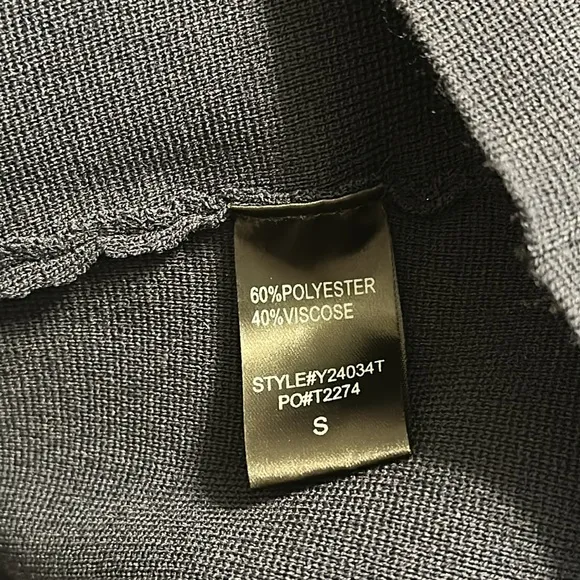 60%POLYESTER
40%VISCOSE
STYLE#Y24034T
PO#T2274
S